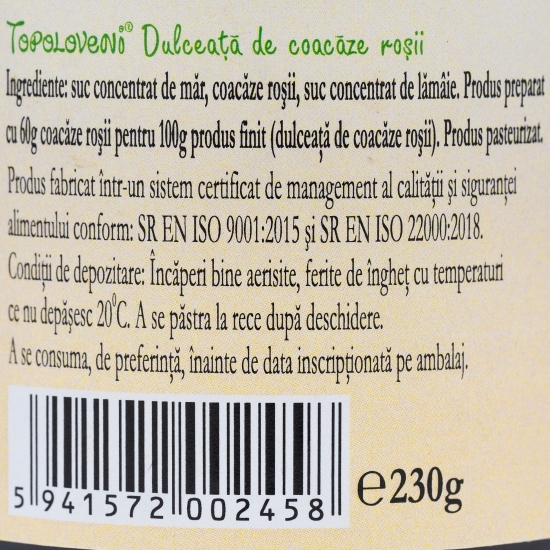 Topoloveni® Dulceață de coacăze roșii
Ingrediente: suc concentrat de măr, coacăze roșii, suc concentrat de lămâie. Produs preparat
cu 60g coacăze roșii pentru 100g produs finit (dulceață de coacăze roșii). Produs pasteurizat.
Produs fabricat într-un sistem certificat de management al calității și siguranței
alimentului conform: SR EN ISO 9001:2015 și SR EN ISO 22000:2018.
Condiții de depozitare: Încăperi bine aerisite, ferite de îngheț cu temperaturi
ce nu depășesc 20⁰C. A se păstra la rece după deschidere.
A se consuma, de preferință, înainte de data inscripționată pe ambalaj.
5 941572 002458
℮230g